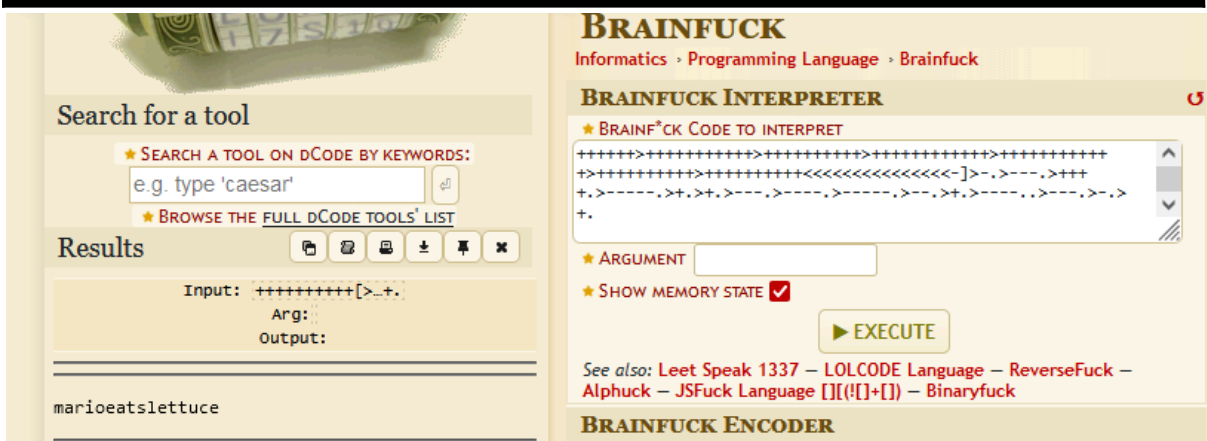 BRAINFUCK
Informatics › Programming Language › Brainfuck
Search for a tool
★ SEARCH A TOOL ON DCODE BY KEYWORDS:
e.g. type 'caesar'
★ BROWSE THE FULL DCODE TOOLS' LIST
Results
Input: ++++++++++[>…+.
Arg:
Output:
marioeatslettuce
BRAINFUCK INTERPRETER
★ BRAINF*CK CODE TO INTERPRET
++++++>+++++++++++>++++++++++>++++++++++++>+++++++++++
+>++++++++++>++++++++++<<<<<<<<<<<<<<<-]>-.>---.>+++
+.>-----.>+.>+.>---.>----.>-----.>--.>+.>----..>---.>-.>
+.
★ ARGUMENT
★ SHOW MEMORY STATE
▶ EXECUTE
See also: Leet Speak 1337 — LOLCODE Language — ReverseFuck —
Alphuck — JSFuck Language [][(![]+[]) — Binaryfuck
BRAINFUCK ENCODER